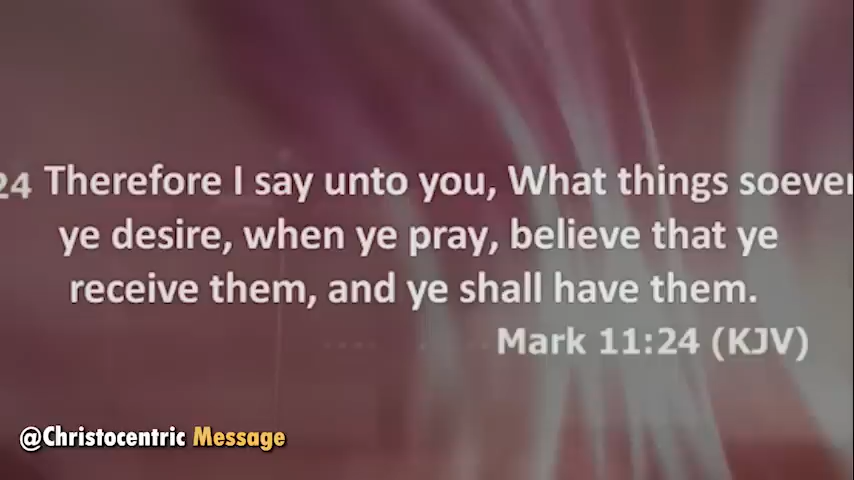 24 Therefore I say unto you, What things soever
ye desire, when ye pray, believe that ye
receive them, and ye shall have them.
Mark 11:24 (KJV)
@Christocentric Message